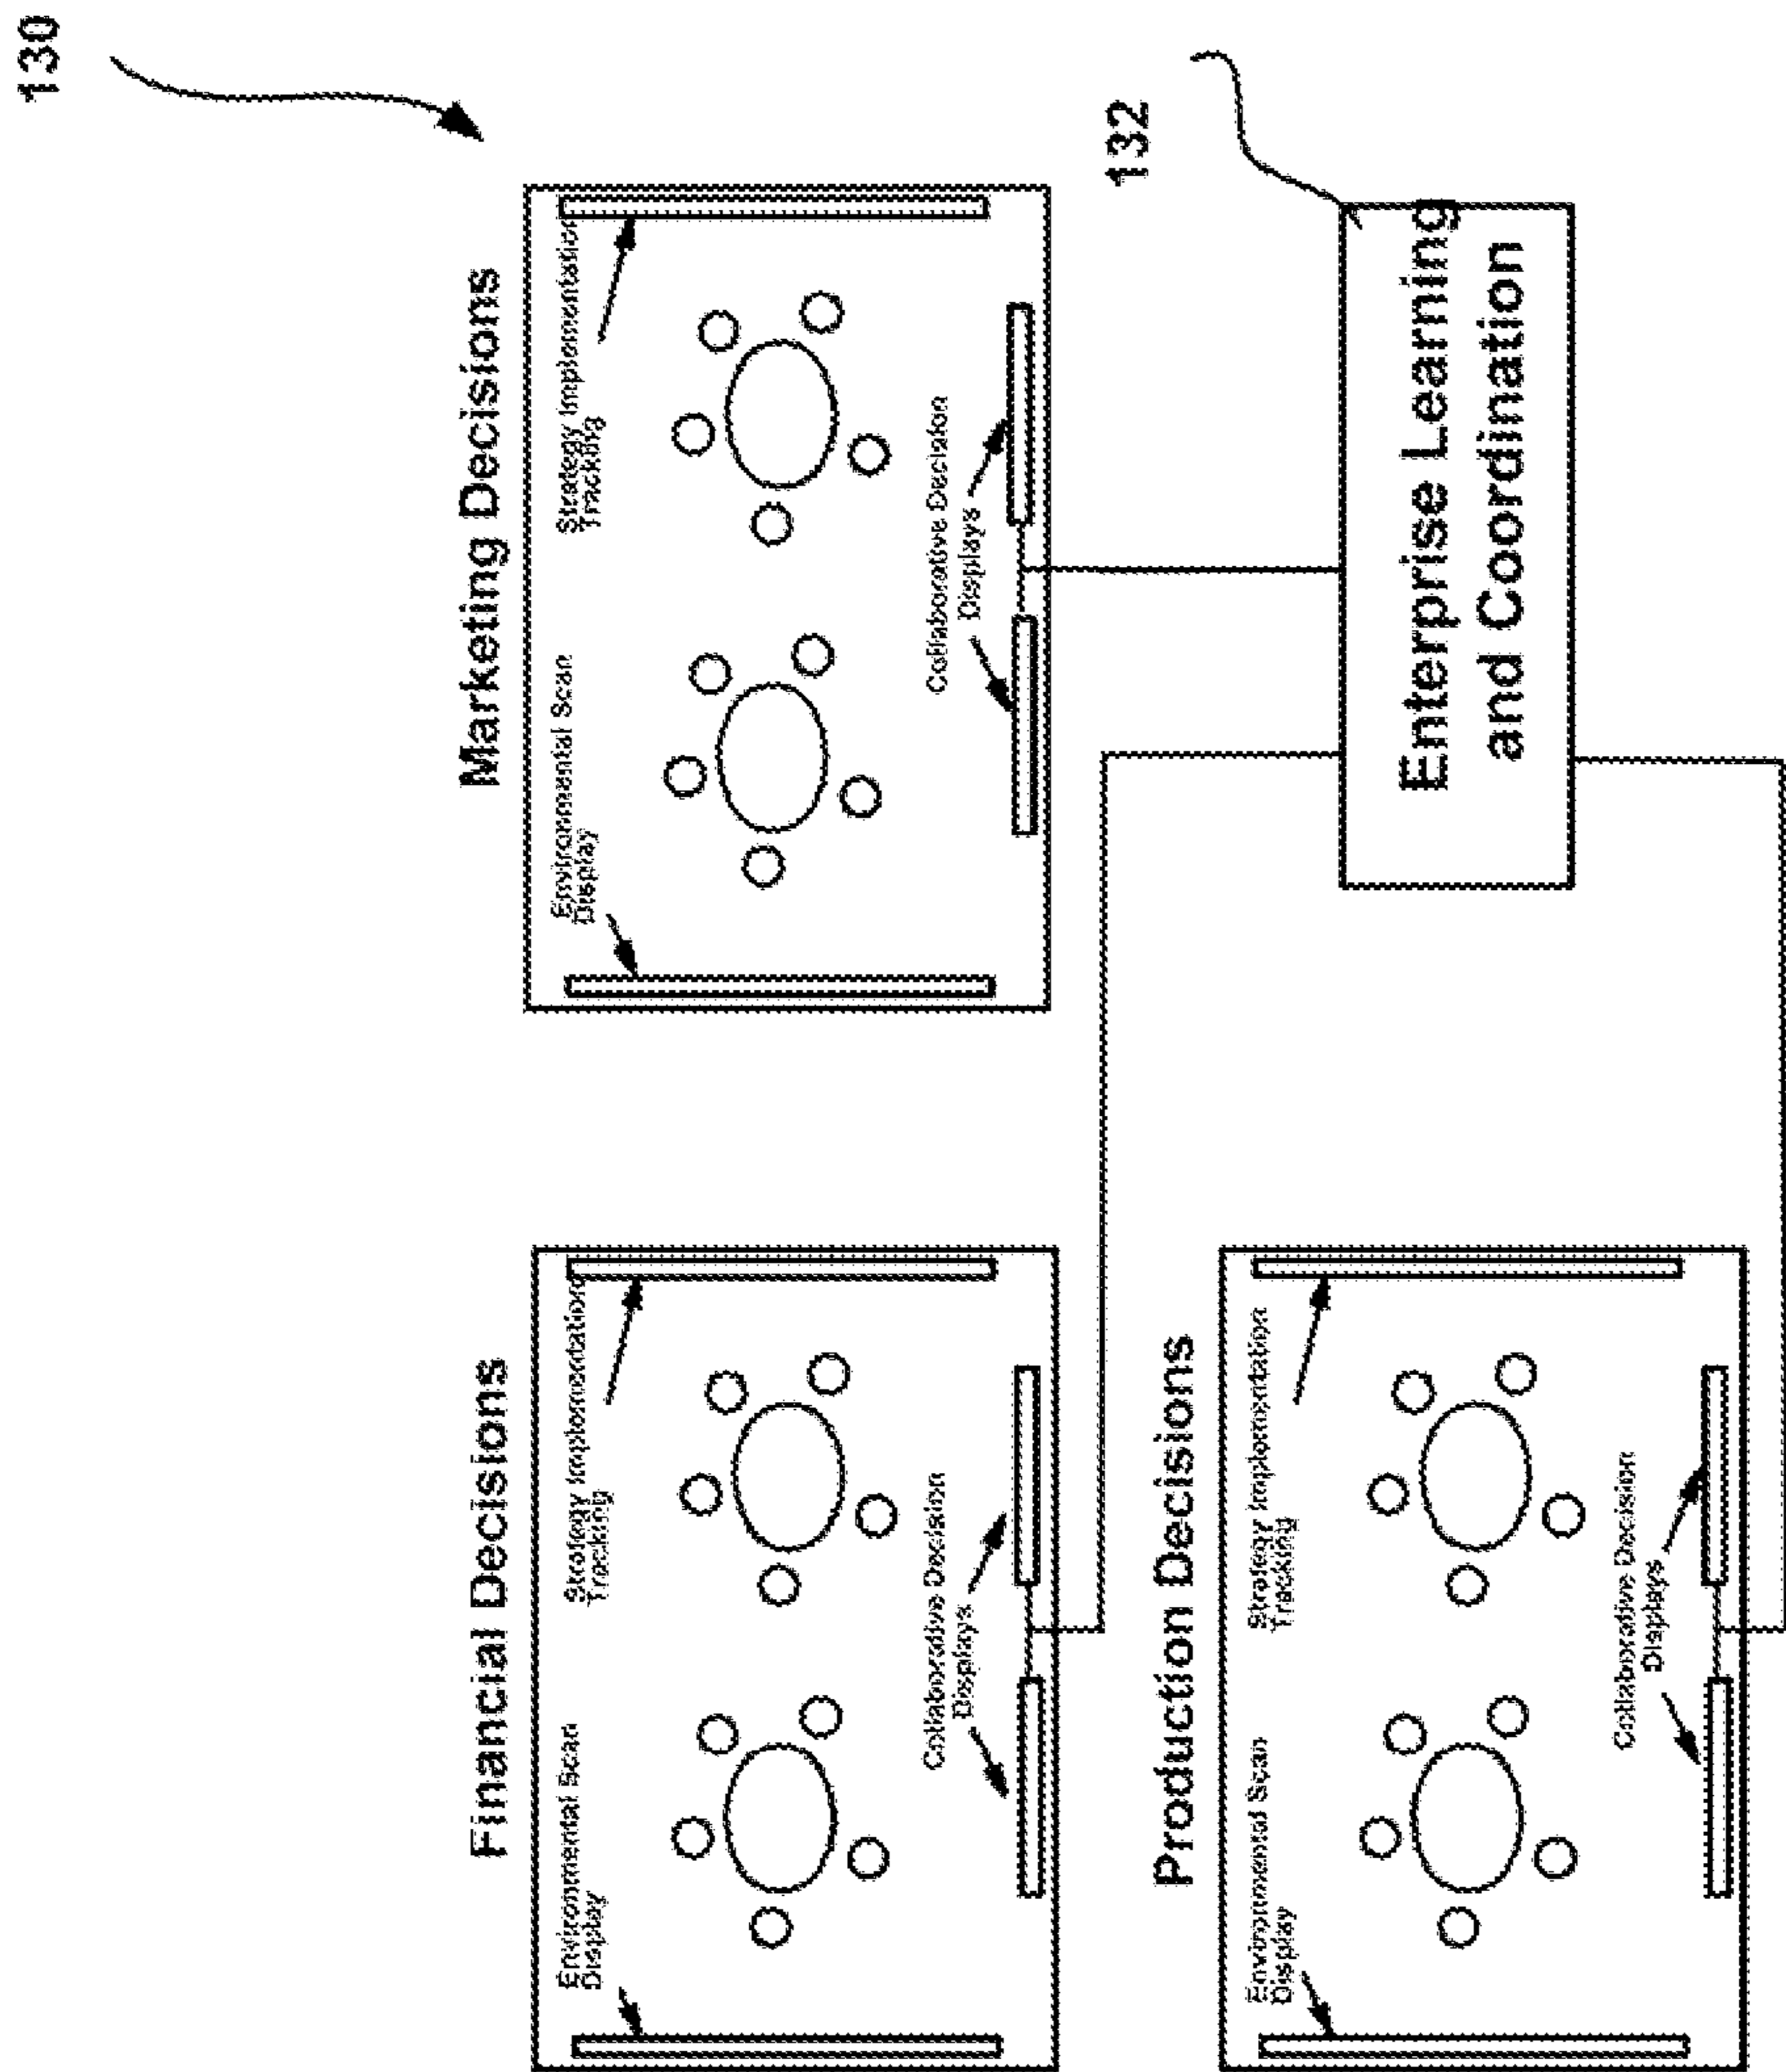 130
Financial Decisions
Environmental Scan
Display
Strategy Implementation
Tracking
Collaborative Decision
Displays
Marketing Decisions
Environmental Scan
Display
Strategy Implementation
Tracking
Collaborative Decision
Displays
Production Decisions
Environmental Scan
Display
Strategy Implementation
Tracking
Collaborative Decision
Displays
132
Enterprise Learning
and Coordination